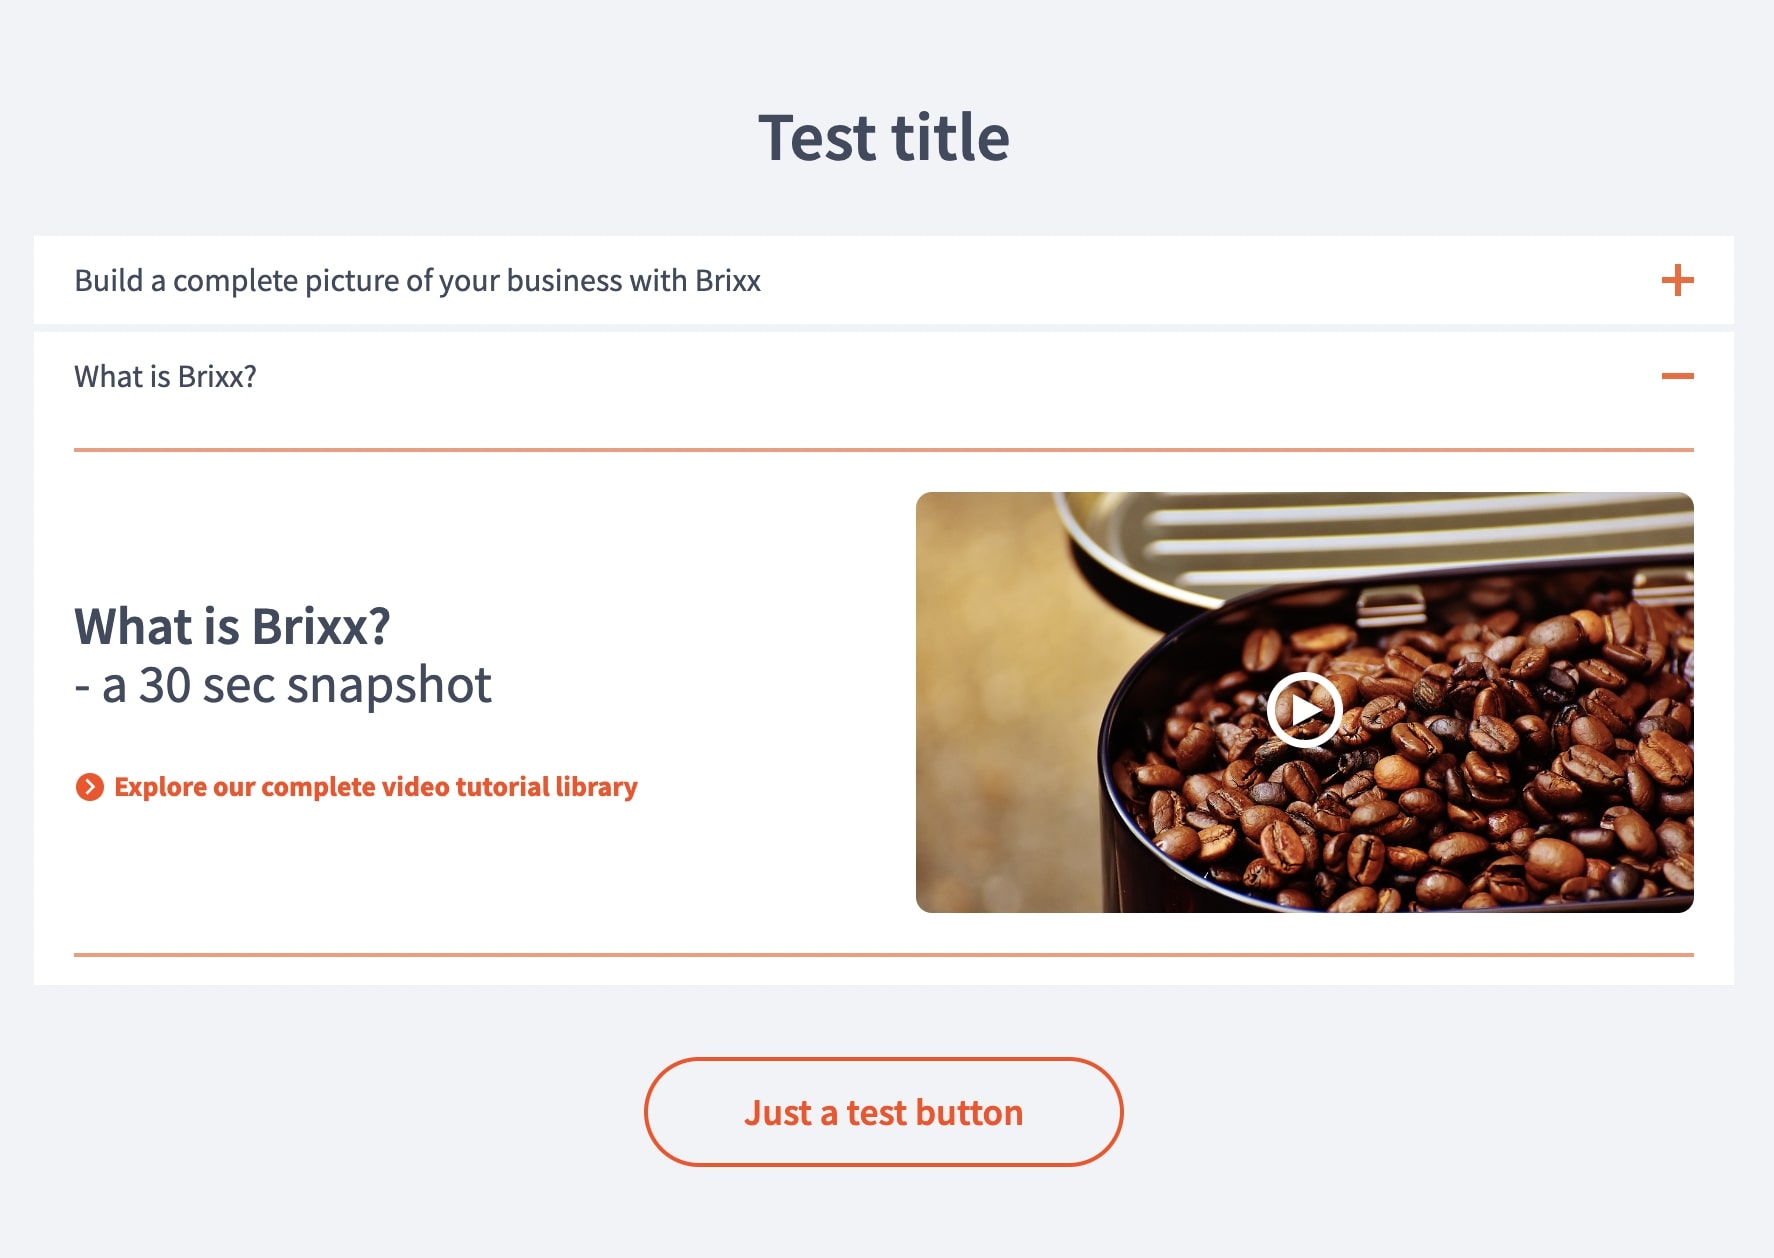 Test title
Build a complete picture of your business with Brixx
What is Brixx?
What is Brixx?
- a 30 sec snapshot
Explore our complete video tutorial library
Just a test button